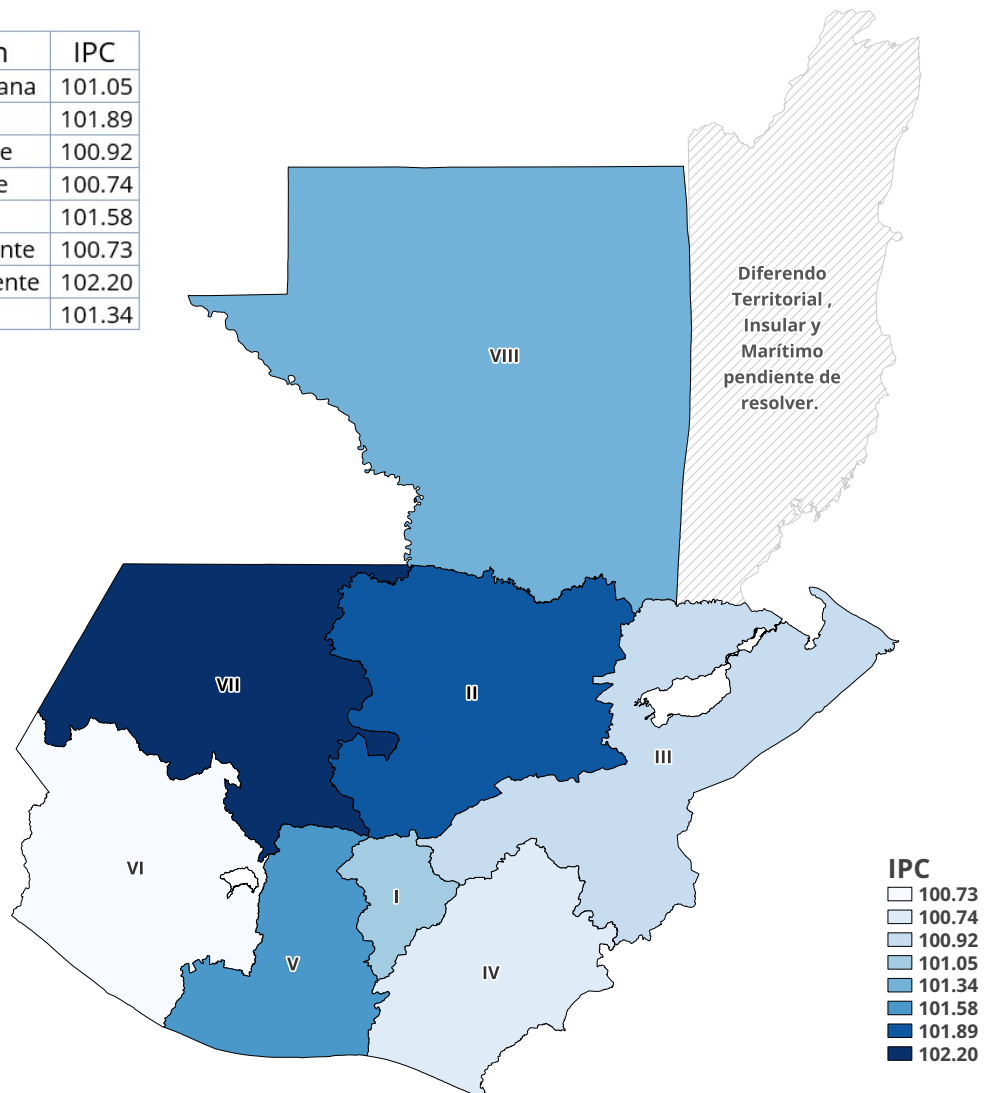 IPC
101.05
101.89
100.92
100.74
101.58
100.73
102.20
101.34
Diferendo
Territorial ,
Insular y
Marítimo
pendiente de
resolver.
VIII
VII
II
III
VI
I
V
IV
IPC
100.73
100.74
100.92
101.05
101.34
101.58
101.89
102.20